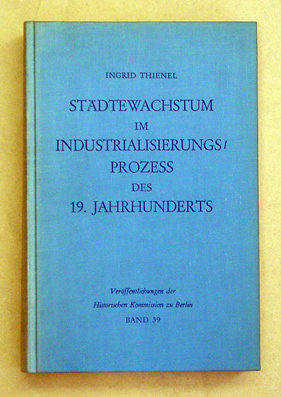 INGRID THIENEL
STÄDTEWACHSTUM
IM
INDUSTRIALISIERUNGS/
PROZESS
DES
19. JAHRHUNDERTS
Veröffentlichungen der
Historischen Kommission zu Berlin
BAND 39